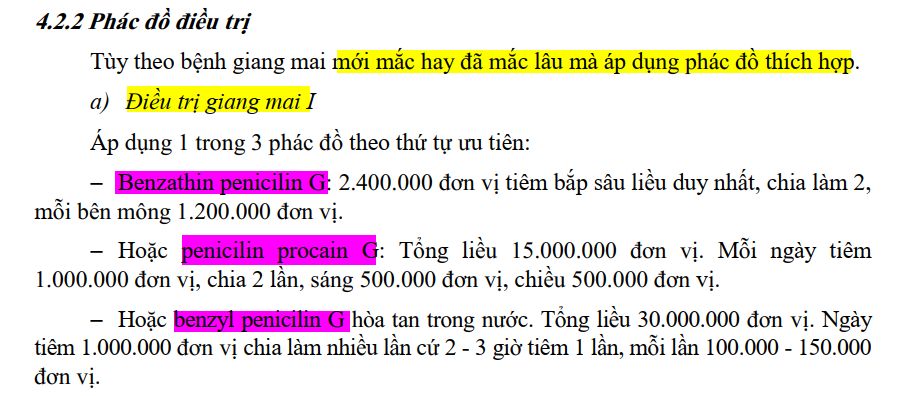 4.2.2 Phác đồ điều trị
Tùy theo bệnh giang mai mới mắc hay đã mắc lâu mà áp dụng phác đồ thích hợp.
a) Điều trị giang mai I
Áp dụng 1 trong 3 phác đồ theo thứ tự ưu tiên:
– Benzathin penicilin G: 2.400.000 đơn vị tiêm bắp sâu liều duy nhất, chia làm 2,
mỗi bên mông 1.200.000 đơn vị.
– Hoặc penicilin procain G: Tổng liều 15.000.000 đơn vị. Mỗi ngày tiêm
1.000.000 đơn vị, chia 2 lần, sáng 500.000 đơn vị, chiều 500.000 đơn vị.
– Hoặc benzyl penicilin G hòa tan trong nước. Tổng liều 30.000.000 đơn vị. Ngày
tiêm 1.000.000 đơn vị chia làm nhiều lần cứ 2 - 3 giờ tiêm 1 lần, mỗi lần 100.000 - 150.000
đơn vị.